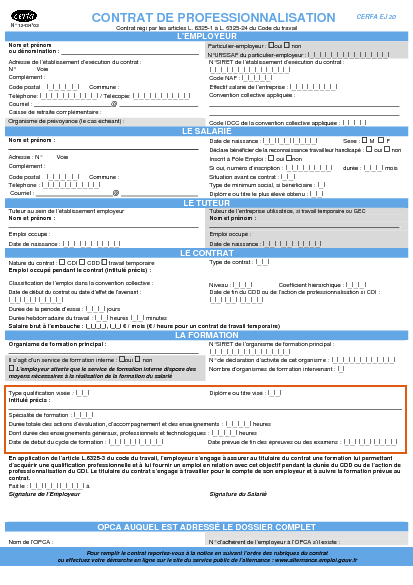 cerfa
CONTRAT DE PROFESSIONNALISATION
CERFA EJ 20
N° 12434*02
Contrat régi par les articles L. 6325-1 à L. 6325-24 du Code du travail
L'EMPLOYEUR
Nom et prénom
ou dénomination :
Particulier-employeur : oui non
N°URSSAF du particulier-employeur :
Adresse de l'établissement d'exécution du contrat :
N° Voie
Complément :
Code postal Commune :
Téléphone: Télécopie:
Courriel : @
Caisse de retraite complémentaire :
Organisme de prévoyance (le cas échéant) :
N°SIRET de l'établissement d'exécution du contrat :
Code NAF :
Effectif salarié de l'entreprise :
Convention collective appliquée :
Code IDCC de la convention collective appliquée :
LE SALARIÉ
Nom et prénom :
Adresse : N° Voie
Complément :
Code postal Commune :
Téléphone :
Courriel : @
Date de naissance : Sexe : M F
Déclare bénéficier de la reconnaissance travailleur handicapé : oui non
Inscrit à Pôle Emploi : oui non
Si oui, numéro d'inscription : durée : mois
Situation avant ce contrat :
Type de minimum social, si bénéficiaire :
Diplôme ou titre le plus élevé obtenu :
LE TUTEUR
Tuteur au sein de l'établissement employeur
Nom et prénom :
Emploi occupé :
Date de naissance :
Tuteur de l'entreprise utilisatrice, si travail temporaire ou GEC
Nom et prénom :
Emploi occupé :
Date de naissance :
LE CONTRAT
Nature du contrat : CDI CDD travail temporaire
Type de contrat :
Emploi occupé pendant le contrat (intitulé précis) :
Classification de l'emploi dans la convention collective :
Niveau : Coefficient hiérarchique :
Date de début du contrat ou date d'effet de l'avenant :
Date de fin du CDD ou de l'action de professionnalisation si CDI :
Durée de la période d'essai : jours
Durée hebdomadaire du travail : heures minutes
Salaire brut à l'embauche : € / mois (€ / heure pour un contrat de travail temporaire)
LA FORMATION
Organisme de formation principal :
N°SIRET de l'organisme de formation principal :
Il s'agit d'un service de formation interne : oui non
L'employeur atteste que le service de formation interne dispose des
moyens nécessaires à la réalisation de la formation du salarié
N° de déclaration d'activité de cet organisme :
Nombre d'organismes de formation intervenant :
Type qualification visée : Diplôme ou titre visé :
Intitulé précis :
Spécialité de formation :
Durée totale des actions d'évaluation, d'accompagnement et des enseignements : heures
Dont durée des enseignements généraux, professionnels et technologiques : heures
Date de début du cycle de formation : Date prévue de fin des épreuves ou des examens :
En application de l'article L.6325-3 du code du travail, l'employeur s'engage à assurer au titulaire du contrat une formation lui permettant
d'acquérir une qualification professionnelle et à lui fournir un emploi en relation avec cet objectif pendant la durée du CDD ou de l'action de
professionnalisation du CDI. Le titulaire du contrat s'engage à travailler pour le compte de son employeur et à suivre la formation prévue au
contrat.
Fait le : à
Signature de l'Employeur Signature du Salarié
OPCA AUQUEL EST ADRESSÉ LE DOSSIER COMPLET
Nom de l'OPCA : N° d'adhérent de l'employeur à l'OPCA s'il existe :
Pour remplir le contrat reportez-vous à la notice en suivant l'ordre des rubriques du contrat
ou effectuez votre démarche en ligne sur le site du service public de l'alternance : www.alternance.emploi.gouv.fr